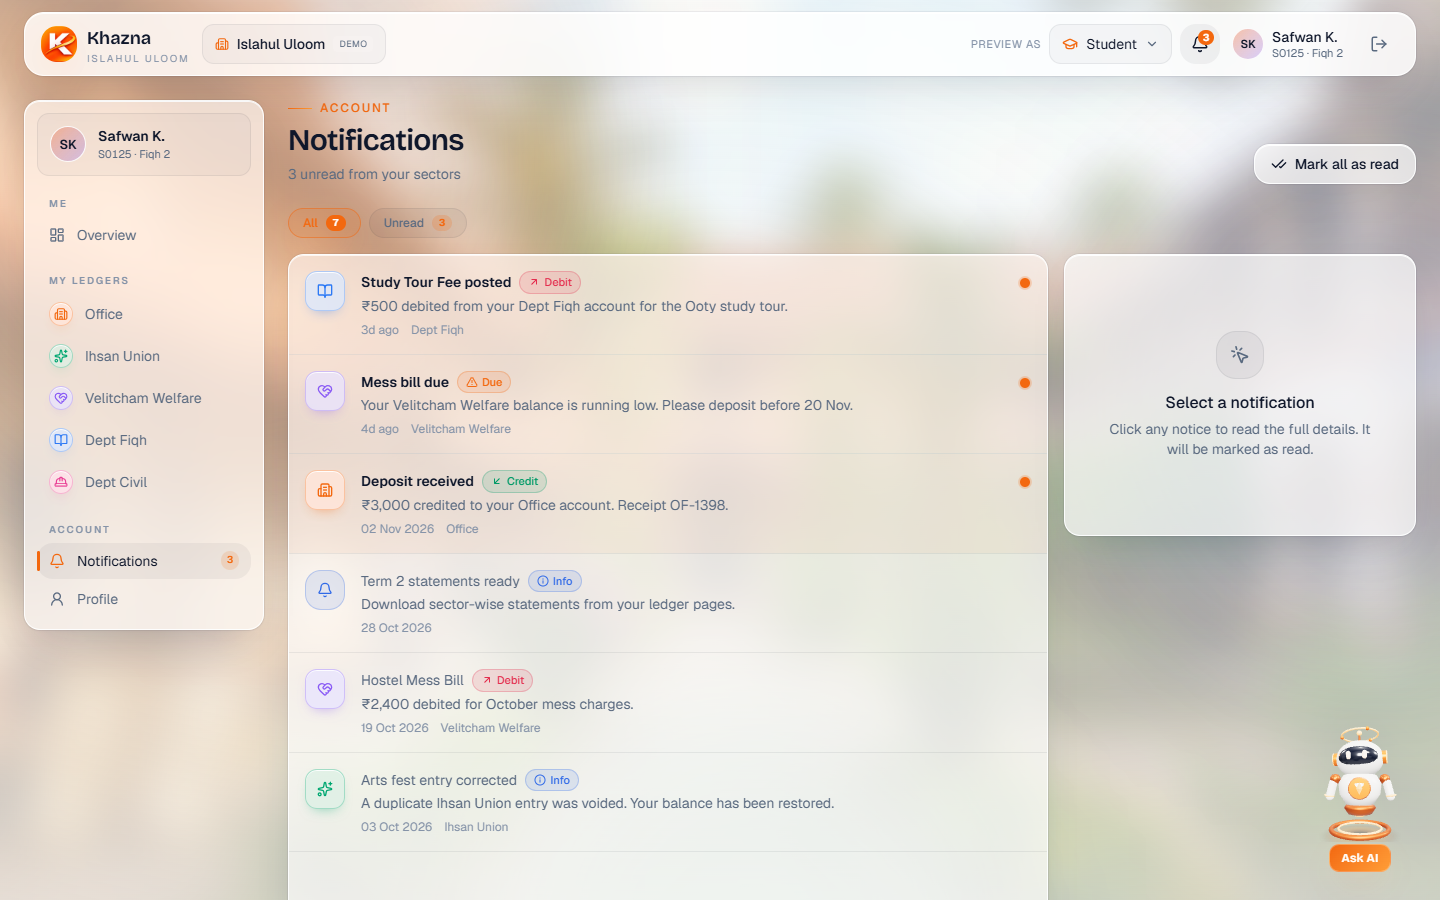 Khazna
ISLAHUL ULOOM
Islahul Uloom DEMO
PREVIEW AS
Student
3
SK
Safwan K.
S0125 · Fiqh 2
SK
Safwan K.
S0125 · Fiqh 2
ME
Overview
MY LEDGERS
Office
Ihsan Union
Velitcham Welfare
Dept Fiqh
Dept Civil
ACCOUNT
Notifications 3
Profile
ACCOUNT
Notifications
3 unread from your sectors
Mark all as read
All 7
Unread 3
Study Tour Fee posted Debit
₹500 debited from your Dept Fiqh account for the Ooty study tour.
3d ago Dept Fiqh
Mess bill due Due
Your Velitcham Welfare balance is running low. Please deposit before 20 Nov.
4d ago Velitcham Welfare
Deposit received Credit
₹3,000 credited to your Office account. Receipt OF-1398.
02 Nov 2026 Office
Term 2 statements ready Info
Download sector-wise statements from your ledger pages.
28 Oct 2026
Hostel Mess Bill Debit
₹2,400 debited for October mess charges.
19 Oct 2026 Velitcham Welfare
Arts fest entry corrected Info
A duplicate Ihsan Union entry was voided. Your balance has been restored.
03 Oct 2026 Ihsan Union
Select a notification
Click any notice to read the full details. It
will be marked as read.
Ask AI